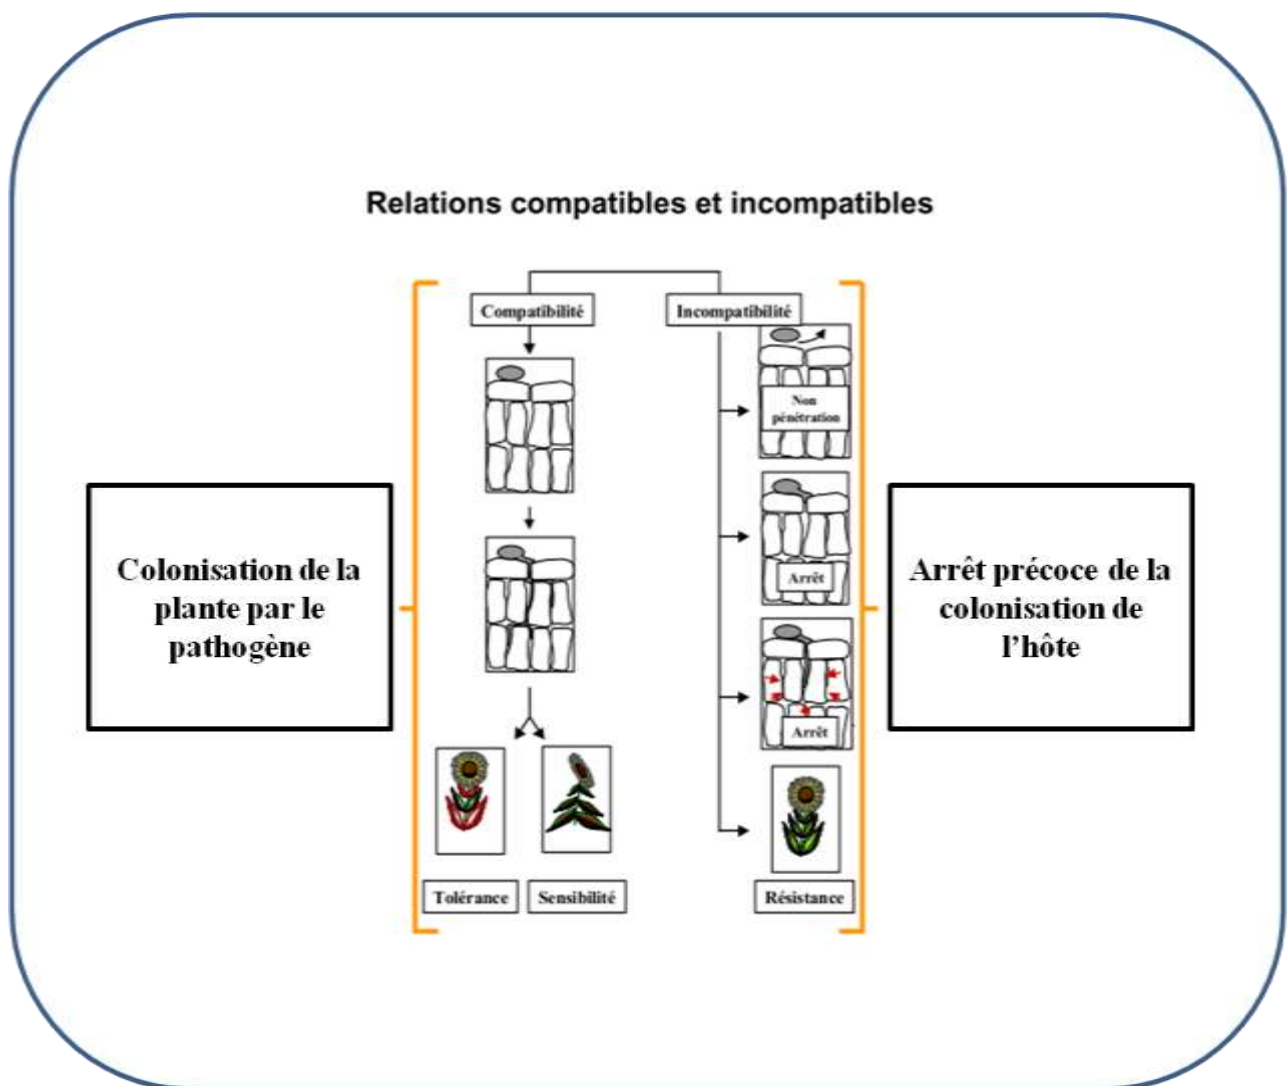 Relations compatibles et incompatibles
Compatibilité
Incompatibilité
Non
pénétration
Arrêt
Arrêt
Colonisation de la
plante par le
pathogène
Arrêt précoce de la
colonisation de
l’hôte
Tolérance
Sensibilité
Résistance